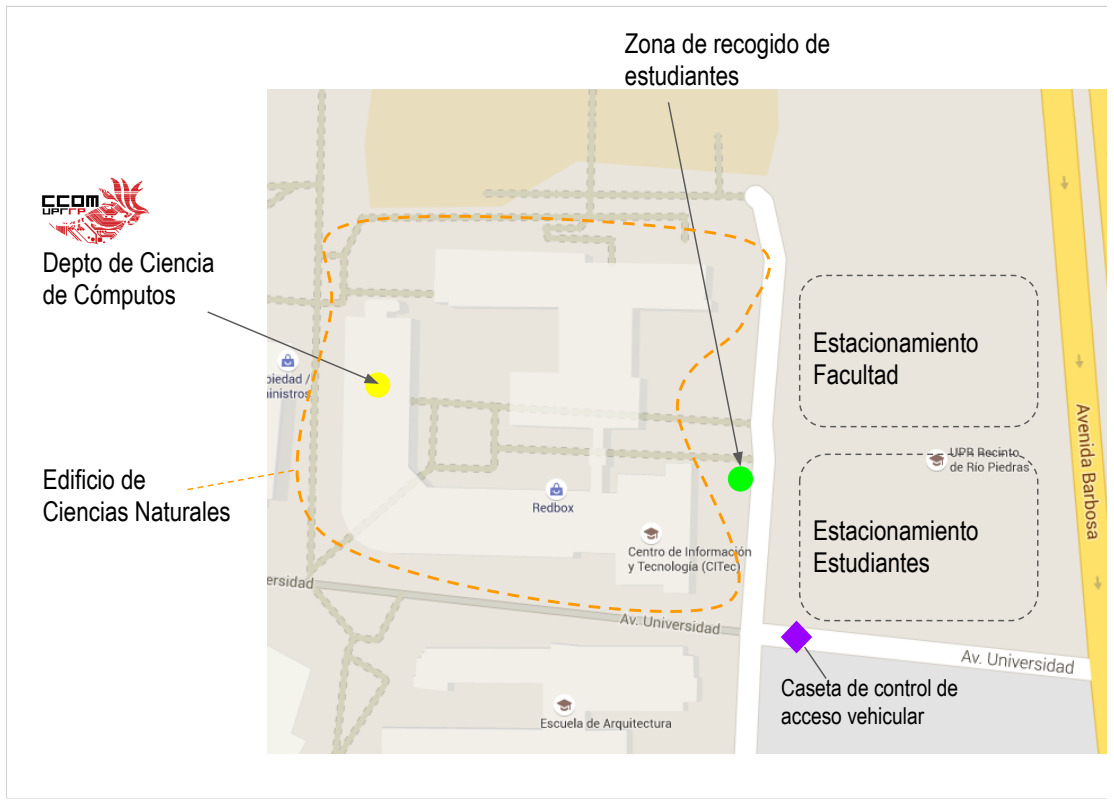 Zona de recogido de
estudiantes
CCOM
UPRRP
Depto de Ciencia
de Cómputos
Estacionamiento
Facultad
piedad /
inistros
Avenida Barbosa
UPR Recinto
de Río Piedras
Edificio de
Ciencias Naturales
Redbox
Centro de Información
y Tecnología (CITec)
Estacionamiento
Estudiantes
ersidad
Av. Universidad
Av. Universidad
Caseta de control de
acceso vehicular
Escuela de Arquitectura